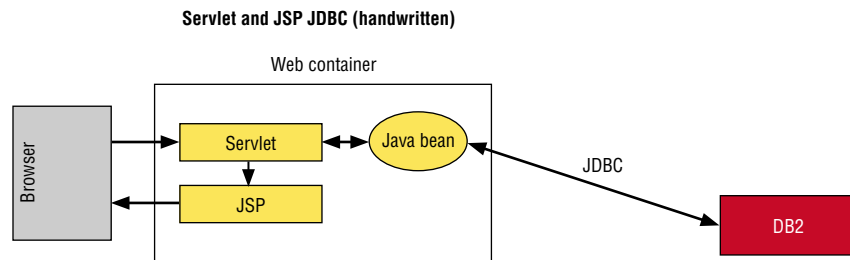 Servlet and JSP JDBC (handwritten)
Web container
Browser
Servlet
Java bean
JSP
JDBC
DB2